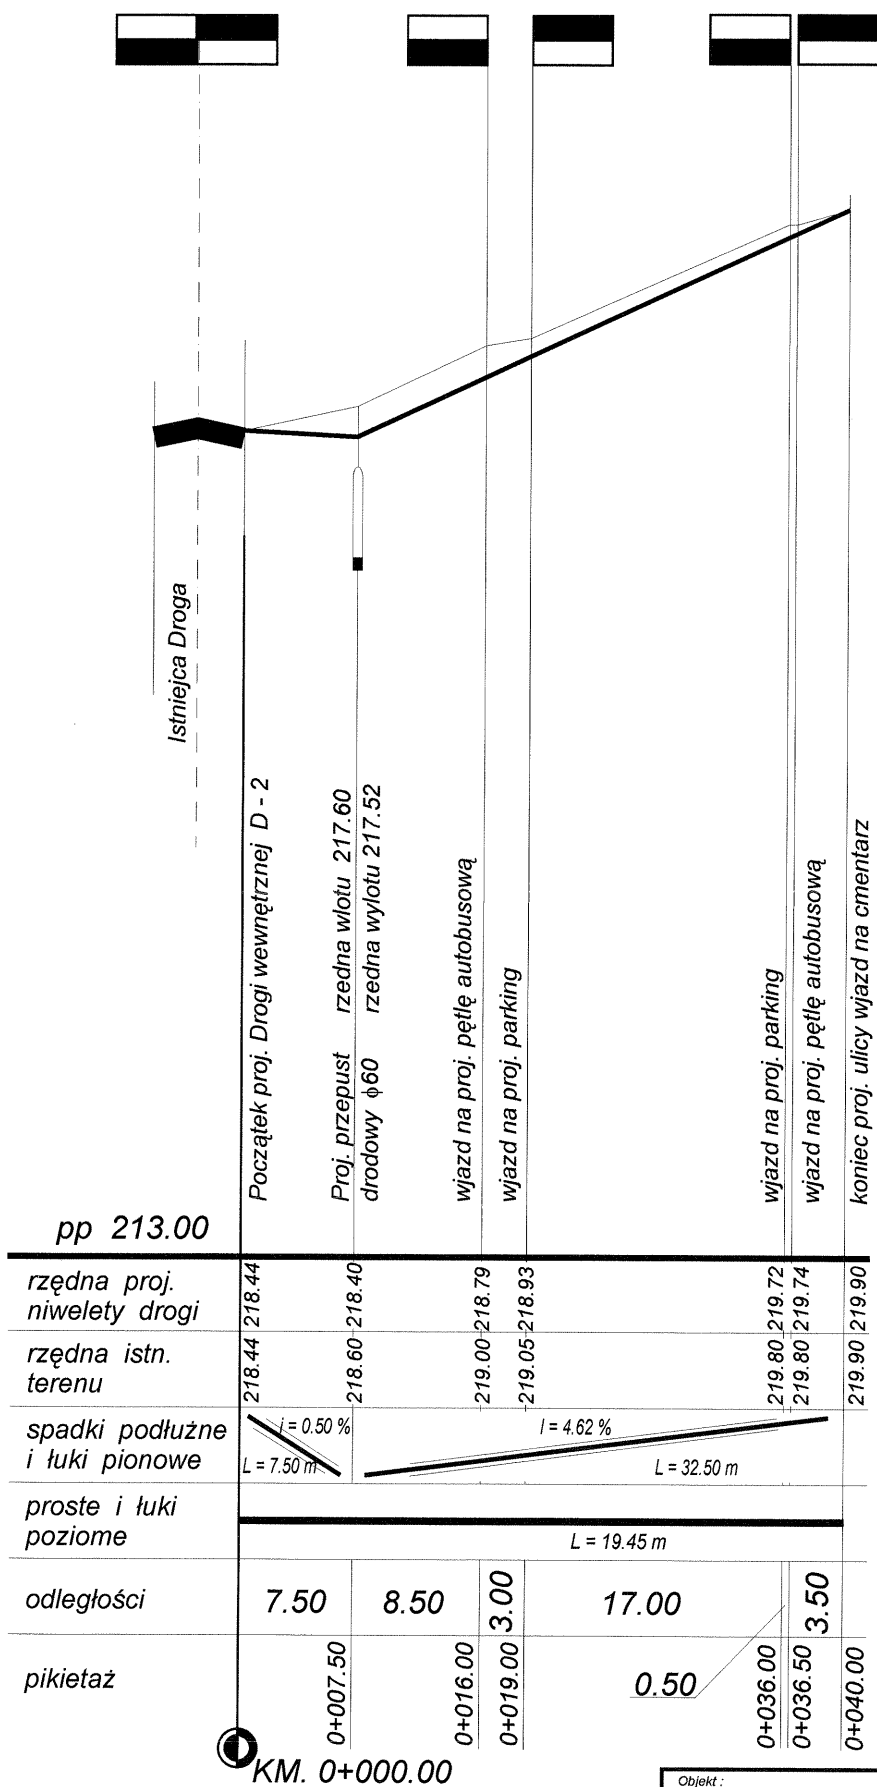 Istniejca Droga
Początek proj. Drogi wewnętrznej D - 2
Proj. przepust rzedna wlotu 217.60
drodowy ϕ60 rzedna wylotu 217.52
wjazd na proj. pętlę autobusową
wjazd na proj. parking
wjazd na proj. parking
wjazd na proj. pętlę autobusową
koniec proj. ulicy wjazd na cmentarz
pp 213.00
rzędna proj.
niwelety drogi
218.44
218.40
218.79
218.93
219.72
219.74
219.90
rzędna istn.
terenu
218.44
218.60
219.00
219.05
219.80
219.80
219.90
spadki podłużne
i łuki pionowe
i = 0.50 %
L = 7.50 m
I = 4.62 %
L = 32.50 m
proste i łuki
poziome
L = 19.45 m
odległości
7.50
8.50
3.00
17.00
0.50
3.50
pikietaż
0+007.50
0+016.00
0+019.00
0+036.00
0+036.50
0+040.00
KM. 0+000.00
Objekt :